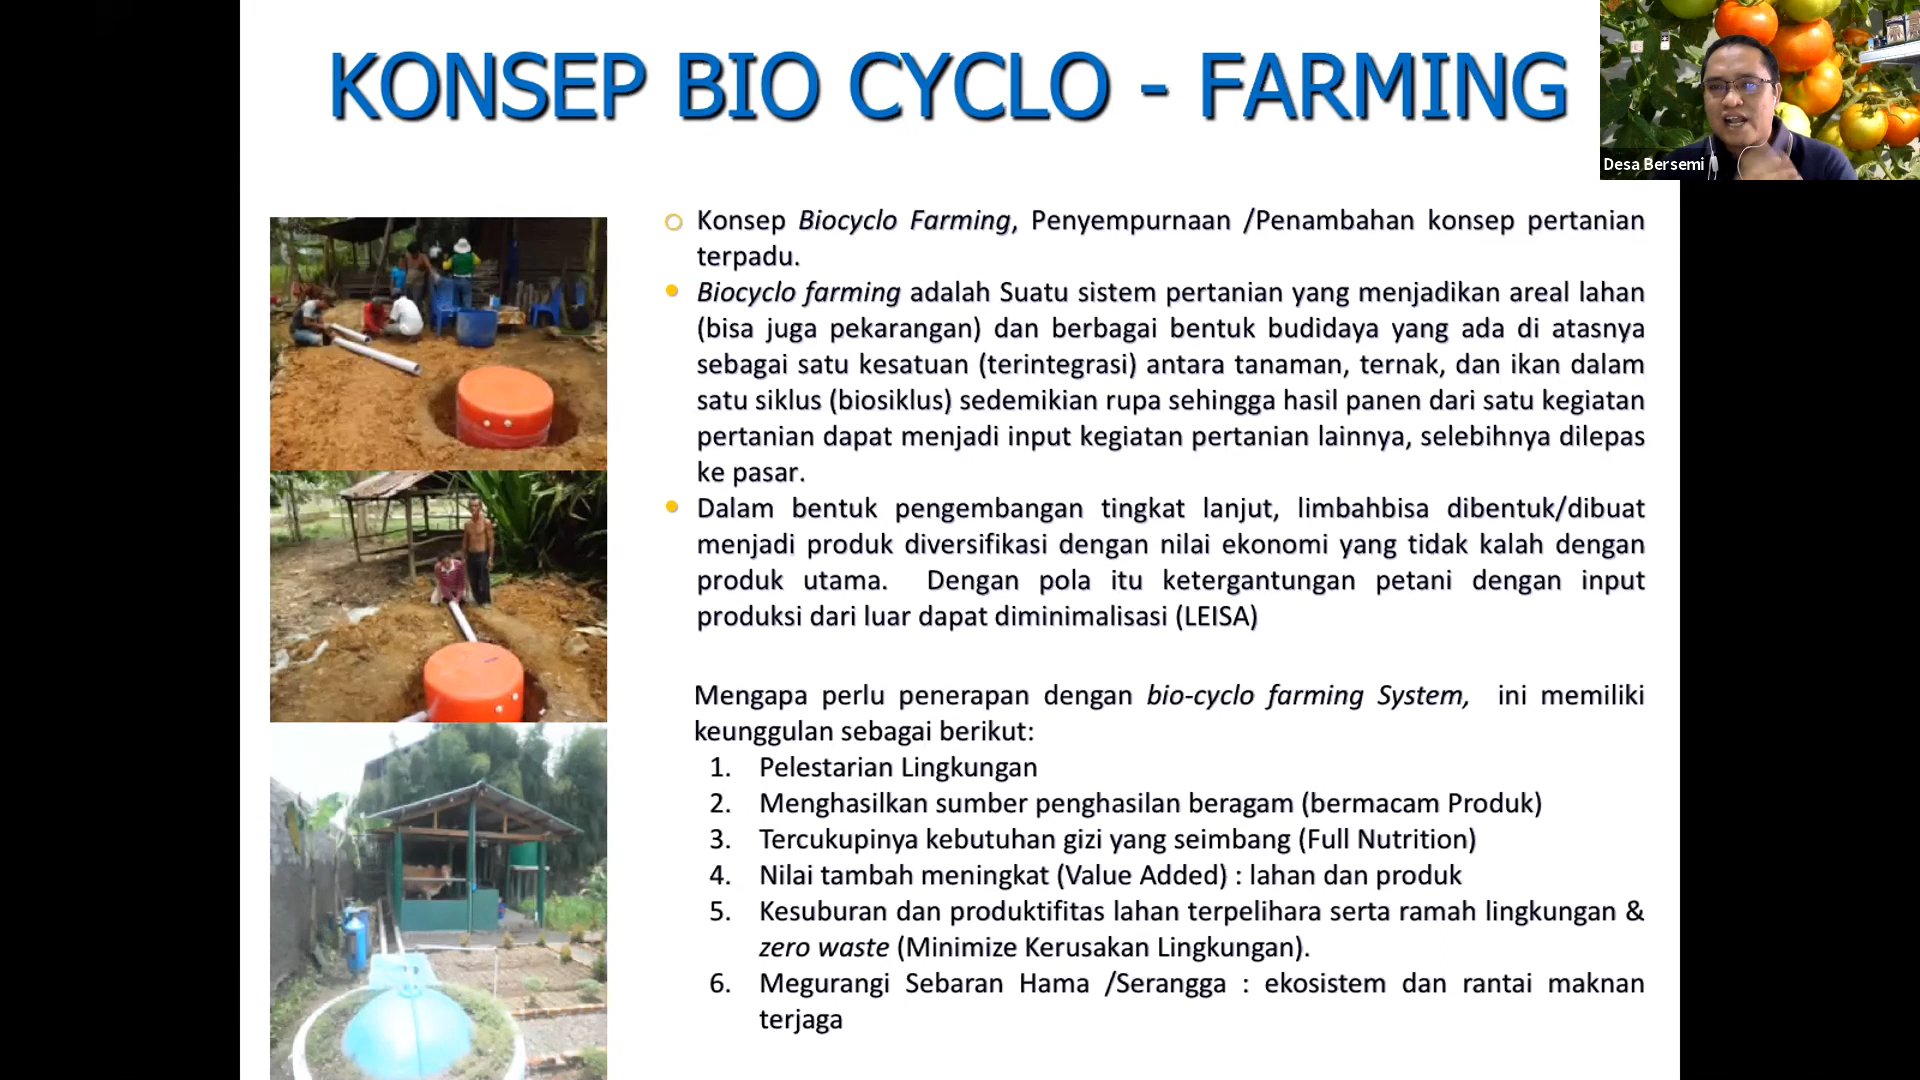 KONSEP BIO CYCLO - FARMING
Desa Bersemi
Konsep Biocyclo Farming, Penyempurnaan /Penambahan konsep pertanian
terpadu.
Biocyclo farming adalah Suatu sistem pertanian yang menjadikan areal lahan
(bisa juga pekarangan) dan berbagai bentuk budidaya yang ada di atasnya
sebagai satu kesatuan (terintegrasi) antara tanaman, ternak, dan ikan dalam
satu siklus (biosiklus) sedemikian rupa sehingga hasil panen dari satu kegiatan
pertanian dapat menjadi input kegiatan pertanian lainnya, selebihnya dilepas
ke pasar.
Dalam bentuk pengembangan tingkat lanjut, limbahbisa dibentuk/dibuat
menjadi produk diversifikasi dengan nilai ekonomi yang tidak kalah dengan
produk utama. Dengan pola itu ketergantungan petani dengan input
produksi dari luar dapat diminimalisasi (LEISA)
Mengapa perlu penerapan dengan bio-cyclo farming System, ini memiliki
keunggulan sebagai berikut:
1. Pelestarian Lingkungan
2. Menghasilkan sumber penghasilan beragam (bermacam Produk)
3. Tercukupinya kebutuhan gizi yang seimbang (Full Nutrition)
4. Nilai tambah meningkat (Value Added) : lahan dan produk
5. Kesuburan dan produktifitas lahan terpelihara serta ramah lingkungan &
zero waste (Minimize Kerusakan Lingkungan).
6. Megurangi Sebaran Hama /Serangga : ekosistem dan rantai maknan
terjaga